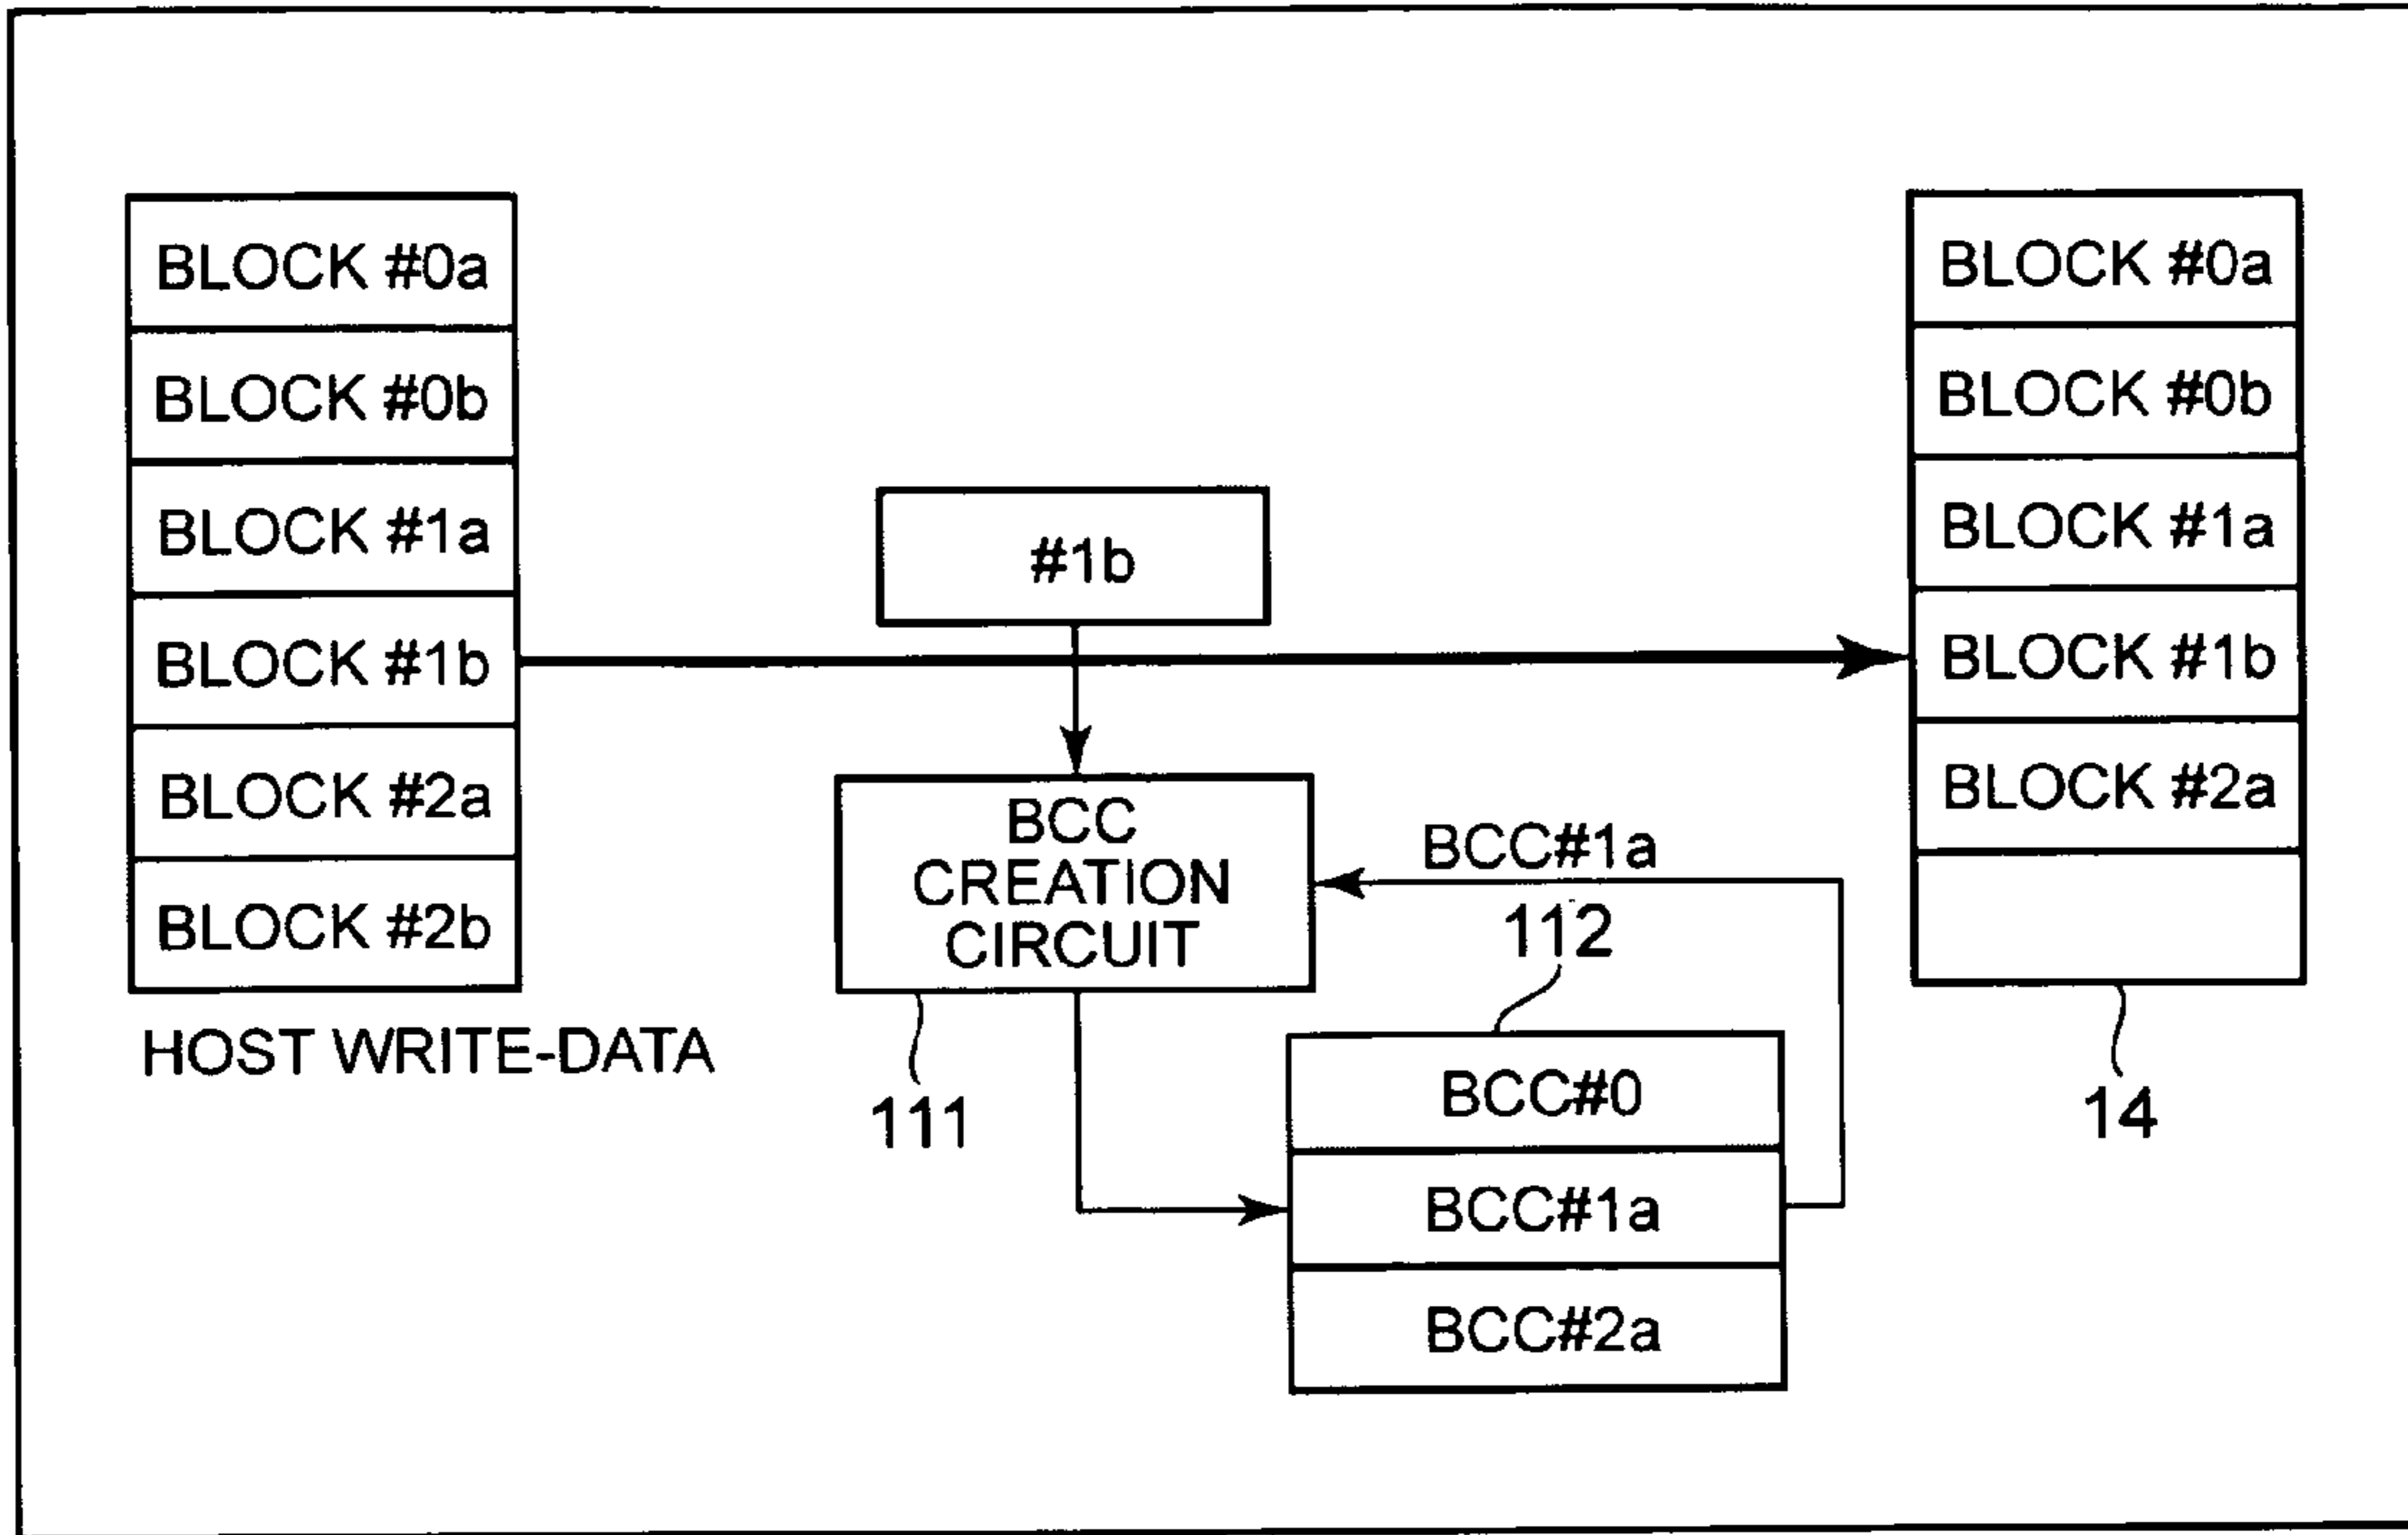 BLOCK #0a
BLOCK #0b
BLOCK #1a
BLOCK #1b
BLOCK #2a
BLOCK #2b
HOST WRITE-DATA
#1b
BCC
CREATION
CIRCUIT
111
BCC#1a
112
BCC#0
BCC#1a
BCC#2a
BLOCK #0a
BLOCK #0b
BLOCK #1a
BLOCK #1b
BLOCK #2a
14